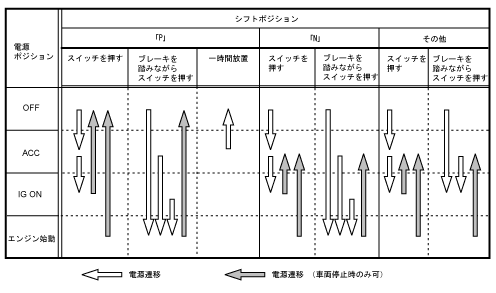 シフトポジション
電源
ポジション
「P」
「N」
その他
スイッチを押す
ブレーキを
踏みながら
スイッチを押す
一時間放置
スイッチを
押す
ブレーキを
踏みながら
スイッチを押す
スイッチを
押す
ブレーキを
踏みながら
スイッチを押す
OFF
ACC
IG ON
エンジン始動
電源遷移
電源遷移 (車両停止時のみ可)